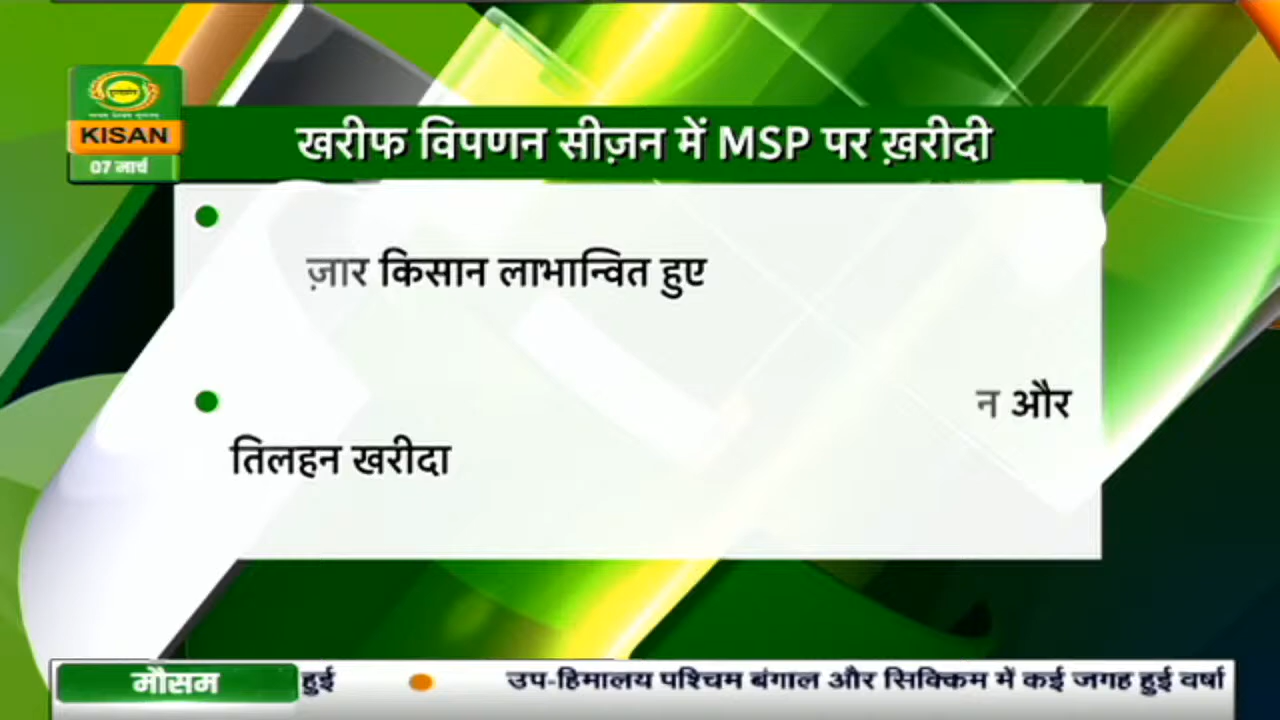 KISAN
07 मार्च
खरीफ विपणन सीज़न में MSP पर ख़रीदी
ज़ार किसान लाभान्वित हुए
न और
तिलहन खरीदा
मौसम
हुई
उप-हिमालय पश्चिम बंगाल और सिक्किम में कई जगह हुई वर्षा